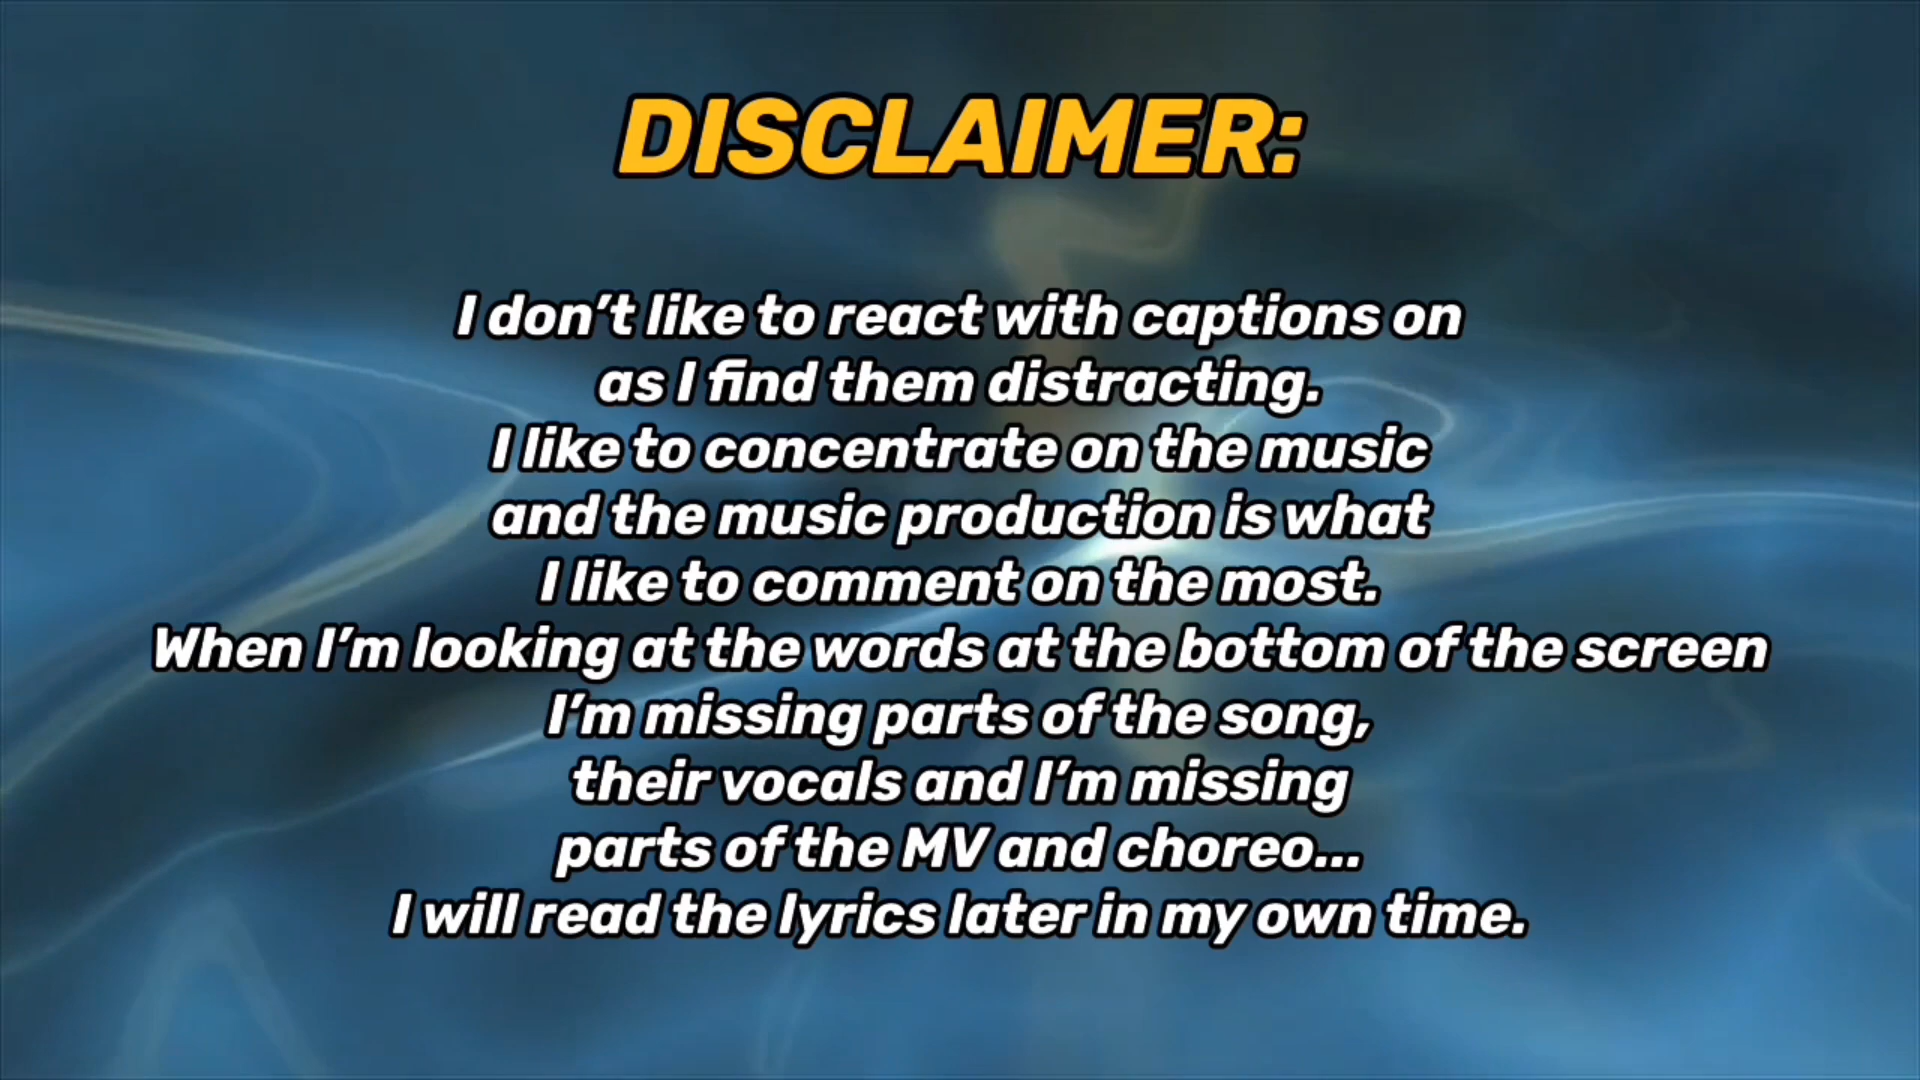 DISCLAIMER:
I don’t like to react with captions on
as I find them distracting.
I like to concentrate on the music
and the music production is what
I like to comment on the most.
When I’m looking at the words at the bottom of the screen
I’m missing parts of the song,
their vocals and I’m missing
parts of the MV and choreo...
I will read the lyrics later in my own time.